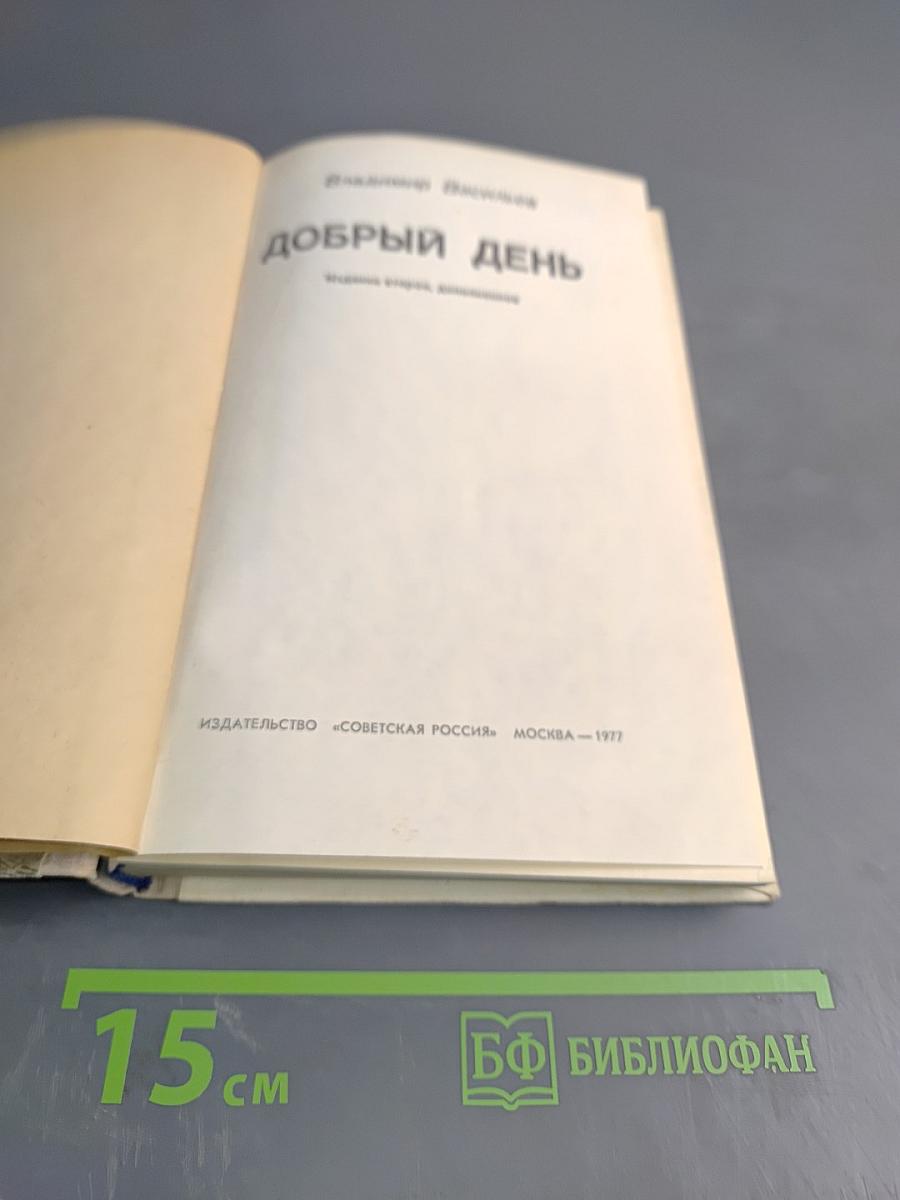 Владимир Васильев
ДОБРЫЙ ДЕНЬ
Издание второе, дополненное
ИЗДАТЕЛЬСТВО «СОВЕТСКАЯ РОССИЯ» МОСКВА — 1977
15 см
БФ БИБЛИОФАН